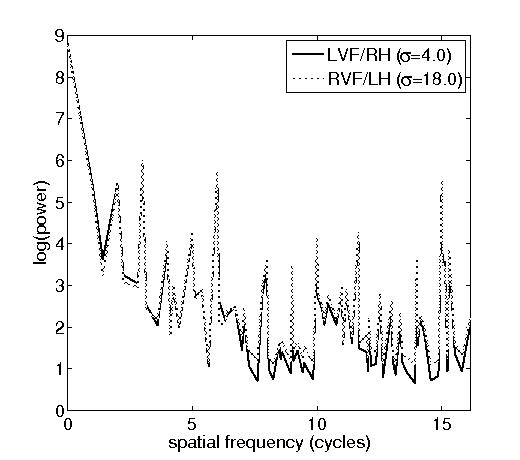 LVF/RH (σ=4.0)
RVF/LH (σ=18.0)
9
8
7
6
5
4
3
2
1
0
log(power)
0 5 10 15
spatial frequency (cycles)